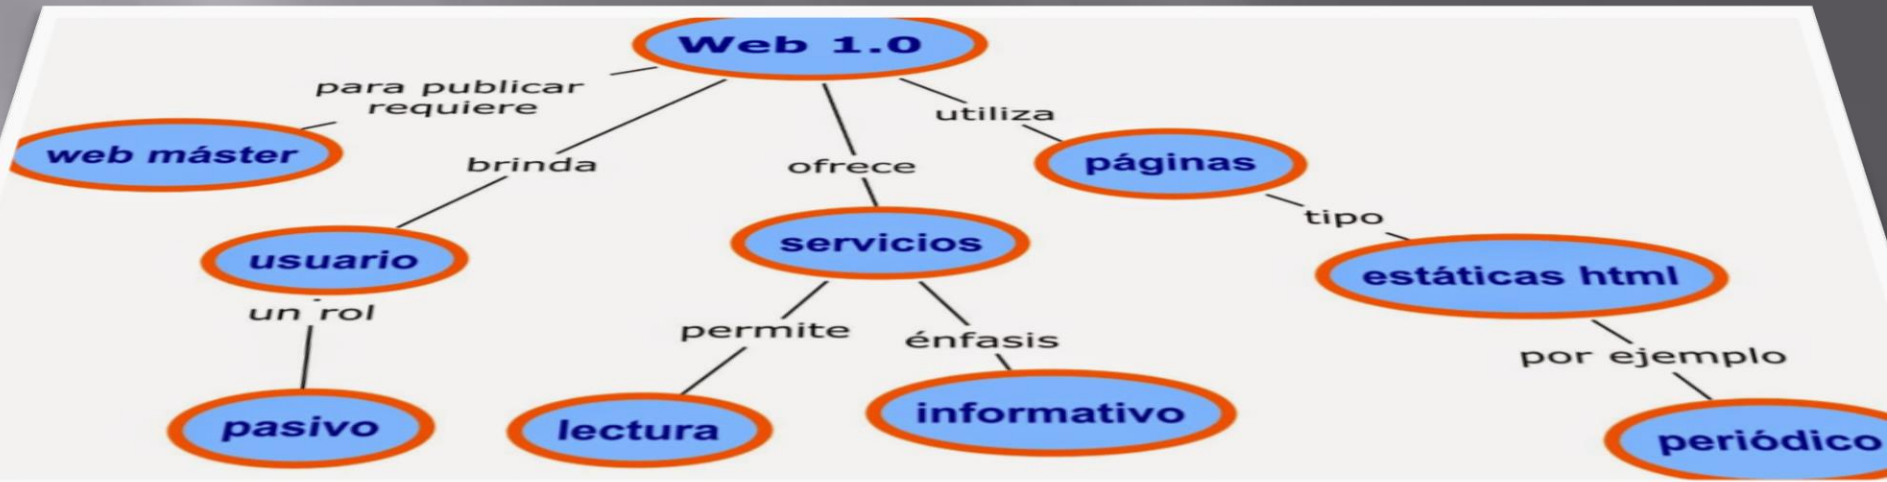 Web 1.0
para publicar
requiere
utiliza
web máster
brinda
ofrece
páginas
tipo
usuario
servicios
estáticas html
un rol
permite
énfasis
por ejemplo
pasivo
lectura
informativo
periódico